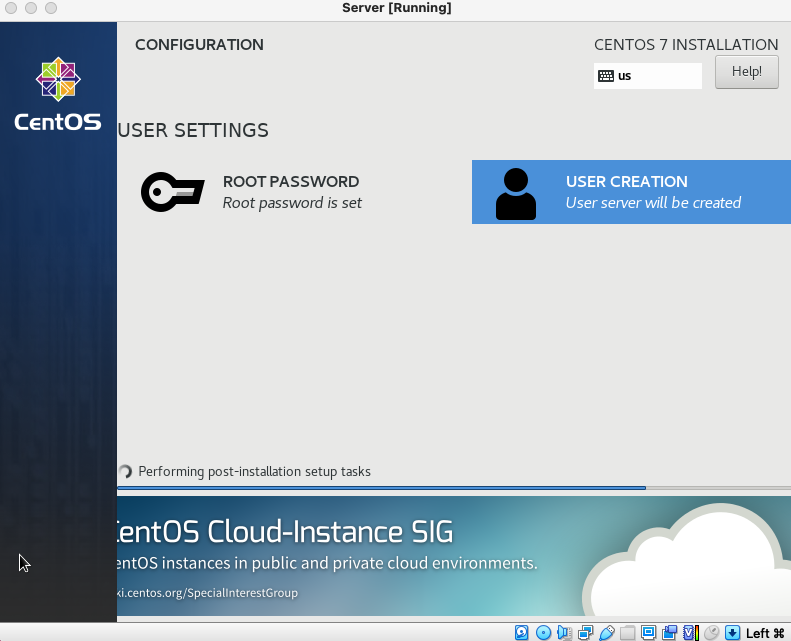 Server [Running]
CONFIGURATION
CENTOS 7 INSTALLATION
us
Help!
CentOS
USER SETTINGS
ROOT PASSWORD
Root password is set
USER CREATION
User server will be created
Performing post-installation setup tasks
CentOS Cloud-Instance SIG
entOS instances in public and private cloud environments.
ki.centos.org/SpecialInterestGroup
Left ⌘